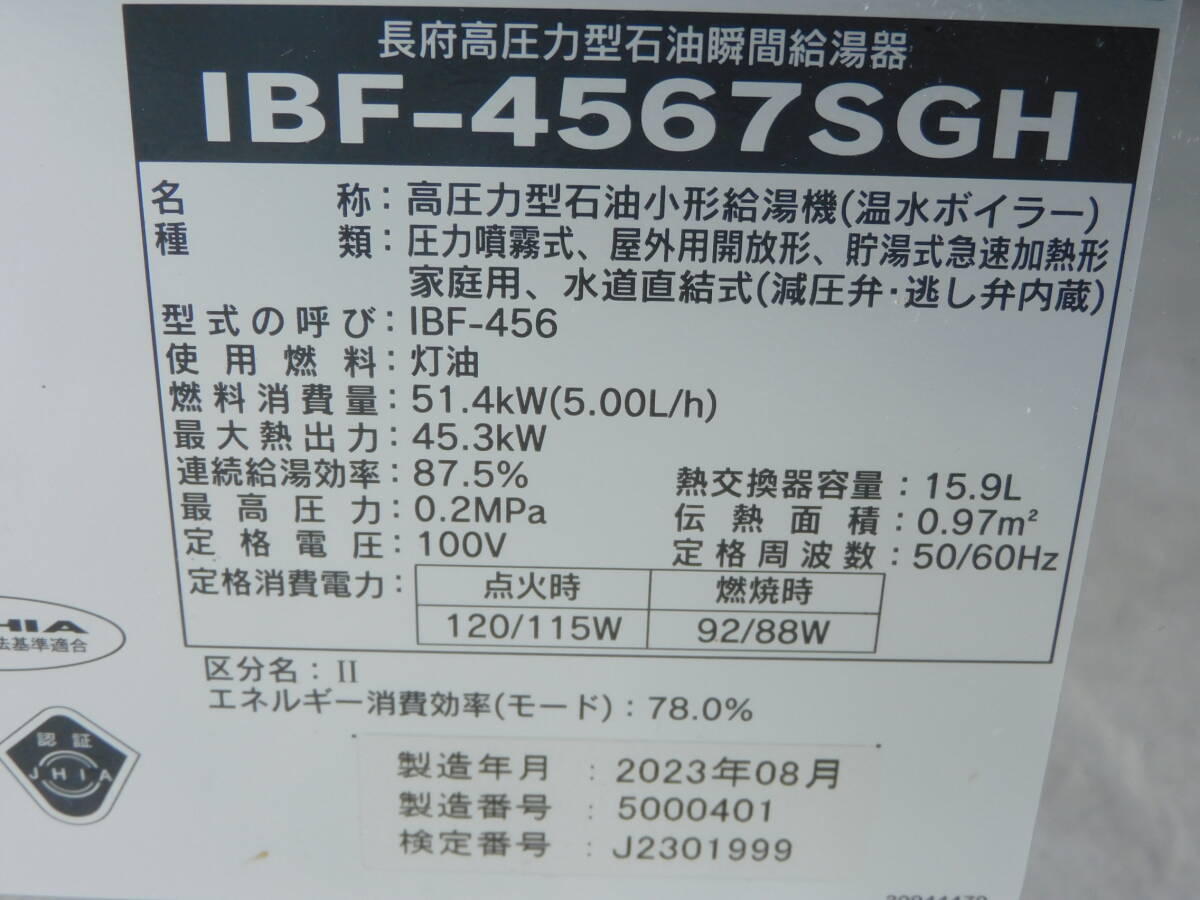 長府高圧力型石油瞬間給湯器
IBF-4567SGH
名称：高圧力型石油小形給湯機(温水ボイラー)
種類：圧力噴霧式、屋外用開放形、貯湯式急速加熱形
家庭用、水道直結式(減圧弁・逃し弁内蔵)
型式の呼び：IBF-456
使用燃料：灯油
燃料消費量：51.4kW(5.00L/h)
最大熱出力：45.3kW
連続給湯効率：87.5% 熱交換器容量：15.9L
最高圧力：0.2MPa 伝熱面積：0.97m²
定格電圧：100V 定格周波数：50/60Hz
定格消費電力： 点火時 燃焼時
120/115W 92/88W
区分名：II
エネルギー消費効率(モード)：78.0%
製造年月：2023年08月
製造番号：5000401
検定番号：J2301999
HIA
法基準適合
認証
JHIA